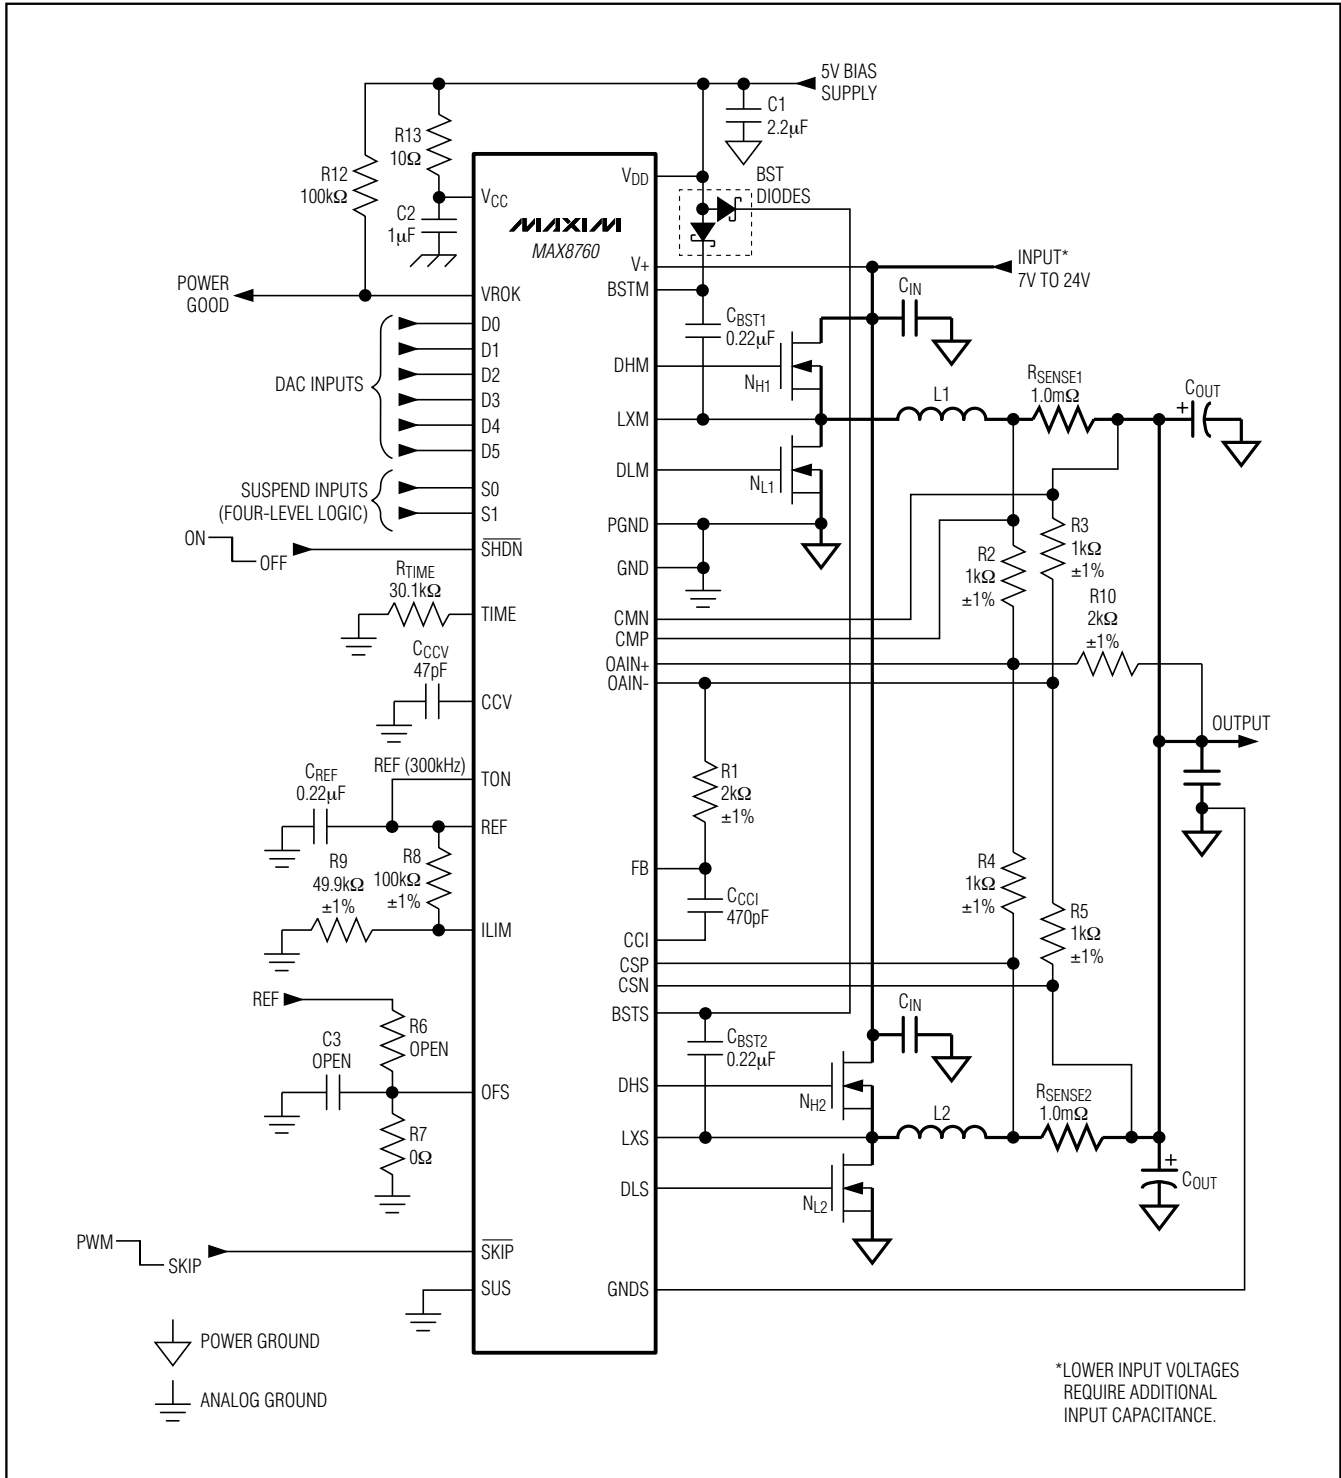 5V BIAS
SUPPLY
C1
2.2µF
R13
10Ω
R12
100kΩ
C2
1µF
VCC
VDD
BST
DIODES
MAXIM
MAX8760
V+
INPUT*
7V TO 24V
POWER
GOOD
VROK
BSTM
CIN
CBST1
0.22µF
DAC INPUTS
D0
D1
D2
D3
D4
D5
DHM
NH1
LXM
L1
RSENSE1
1.0mΩ
COUT
+
DLM
NL1
SUSPEND INPUTS
(FOUR-LEVEL LOGIC)
S0
S1
ON
OFF
SHDN
PGND
GND
R2
1kΩ
±1%
R3
1kΩ
±1%
R10
2kΩ
±1%
RTIME
30.1kΩ
TIME
CMN
CMP
OAIN+
OAIN-
CCCV
47pF
CCV
OUTPUT
REF (300kHz)
TON
CREF
0.22µF
REF
R1
2kΩ
±1%
R9
49.9kΩ
±1%
R8
100kΩ
±1%
ILIM
FB
CCCI
470pF
CCI
R4
1kΩ
±1%
R5
1kΩ
±1%
CSP
CSN
REF
R6
OPEN
C3
OPEN
OFS
R7
0Ω
BSTS
CBST2
0.22µF
CIN
DHS
NH2
LXS
L2
RSENSE2
1.0mΩ
DLS
NL2
+
COUT
PWM
SKIP
SKIP
SUS
GNDS
POWER GROUND
ANALOG GROUND
*LOWER INPUT VOLTAGES
REQUIRE ADDITIONAL
INPUT CAPACITANCE.